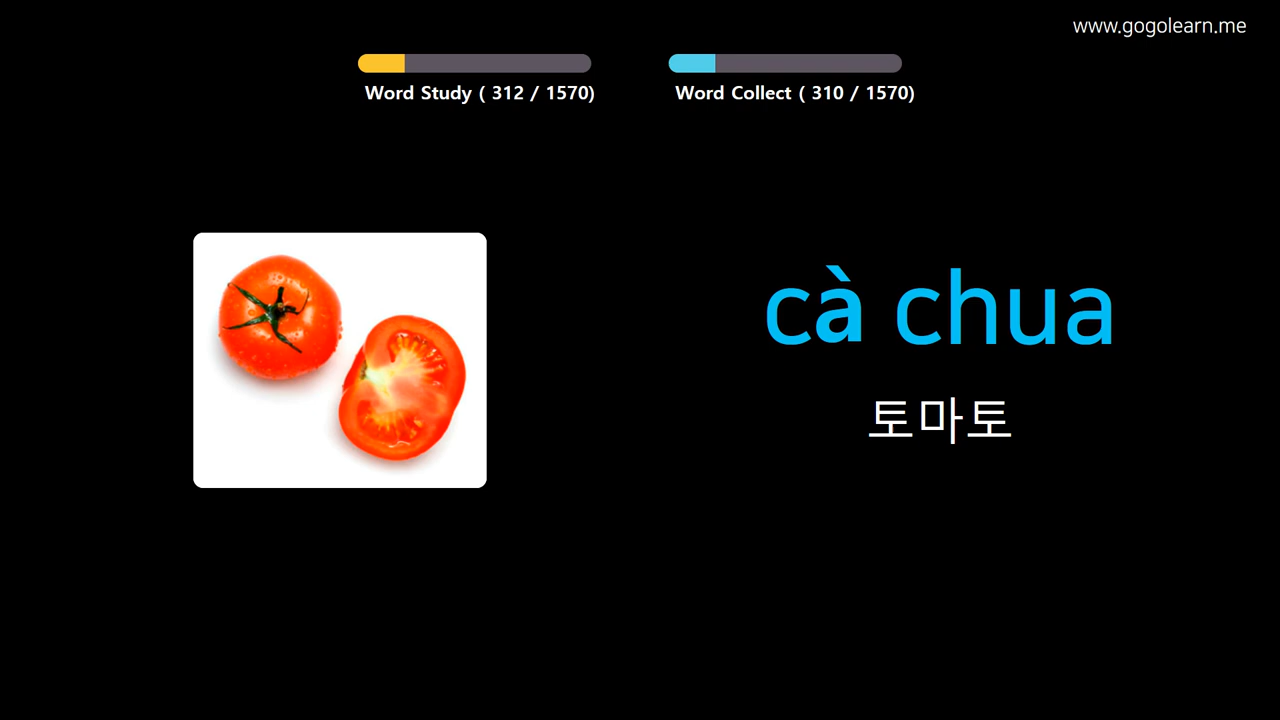 www.gogolearn.me
Word Study ( 312 / 1570)
Word Collect ( 310 / 1570)
cà chua
토마토